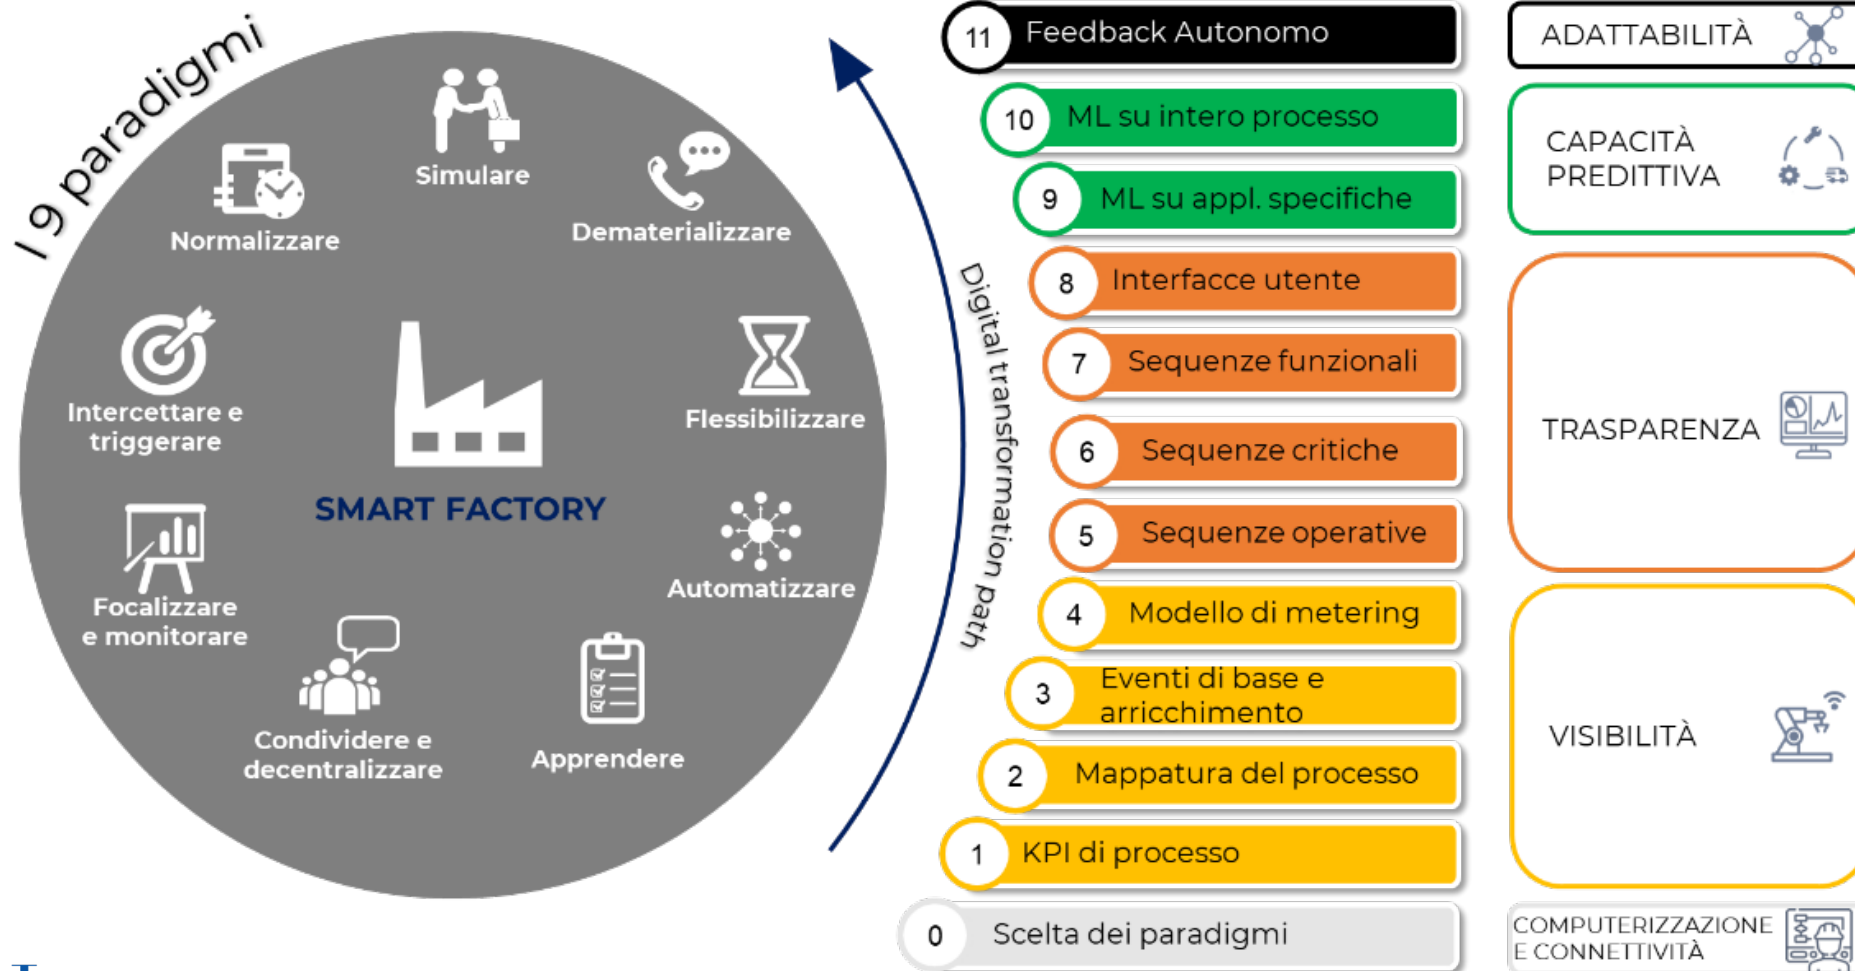 I 9 paradigmi
Simulare
Dematerializzare
Normalizzare
Intercettare e
triggerare
Flessibilizzare
SMART FACTORY
Focalizzare
e monitorare
Automatizzare
Condividere e
decentralizzare
Apprendere
Digital transformation path
11 Feedback Autonomo
10 ML su intero processo
9 ML su appl. specifiche
8 Interfacce utente
7 Sequenze funzionali
6 Sequenze critiche
5 Sequenze operative
4 Modello di metering
3 Eventi di base e
arricchimento
2 Mappatura del processo
1 KPI di processo
0 Scelta dei paradigmi
ADATTABILITÀ
CAPACITÀ
PREDITTIVA
TRASPARENZA
VISIBILITÀ
COMPUTERIZZAZIONE
E CONNETTIVITÀ